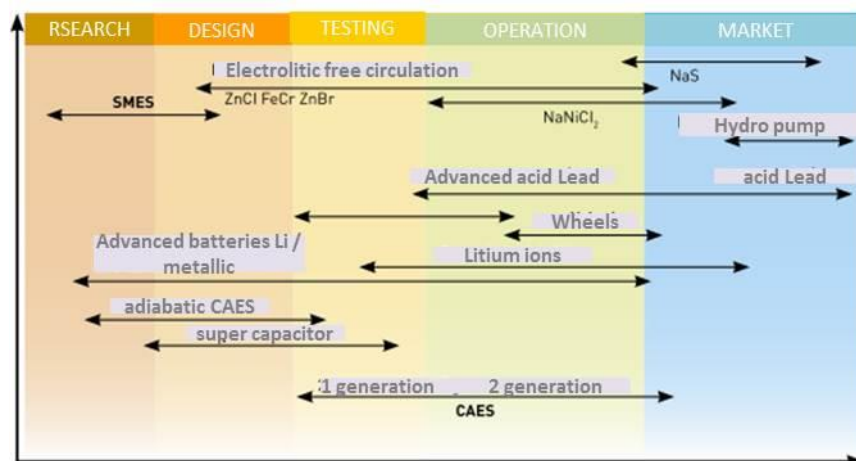 RSEARCH DESIGN TESTING OPERATION MARKET
Electrolitic free circulation
NaS
SMES
ZnCl FeCr ZnBr
NaNiCl₂
Hydro pump
Advanced acid Lead
acid Lead
Wheels
Advanced batteries Li /
metallic
Litium ions
adiabatic CAES
super capacitor
1 generation
2 generation
CAES